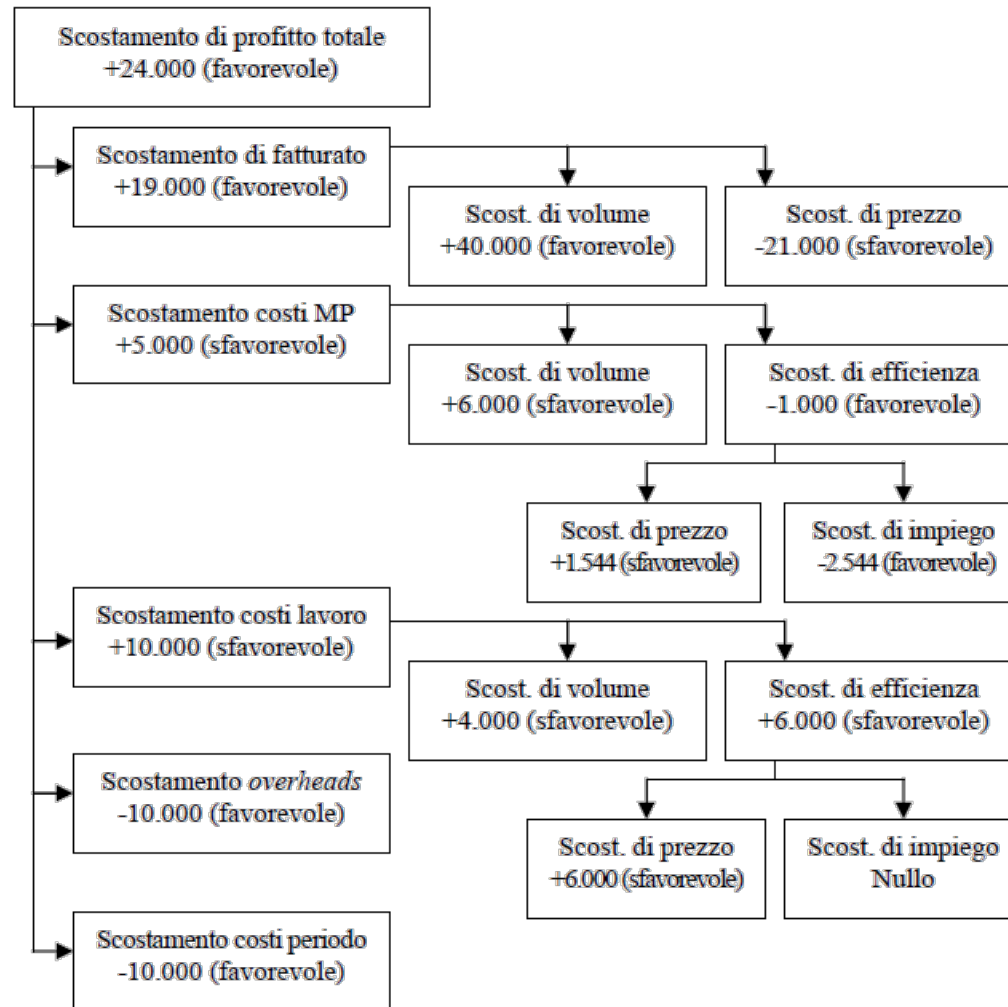 Scostamento di profitto totale
+24.000 (favorevole)
Scostamento di fatturato
+19.000 (favorevole)
Scost. di volume
+40.000 (favorevole)
Scost. di prezzo
-21.000 (sfavorevole)
Scostamento costi MP
+5.000 (sfavorevole)
Scost. di volume
+6.000 (sfavorevole)
Scost. di efficienza
-1.000 (favorevole)
Scost. di prezzo
+1.544 (sfavorevole)
Scost. di impiego
-2.544 (favorevole)
Scostamento costi lavoro
+10.000 (sfavorevole)
Scost. di volume
+4.000 (sfavorevole)
Scost. di efficienza
+6.000 (sfavorevole)
Scostamento overheads
-10.000 (favorevole)
Scost. di prezzo
+6.000 (sfavorevole)
Scost. di impiego
Nullo
Scostamento costi periodo
-10.000 (favorevole)